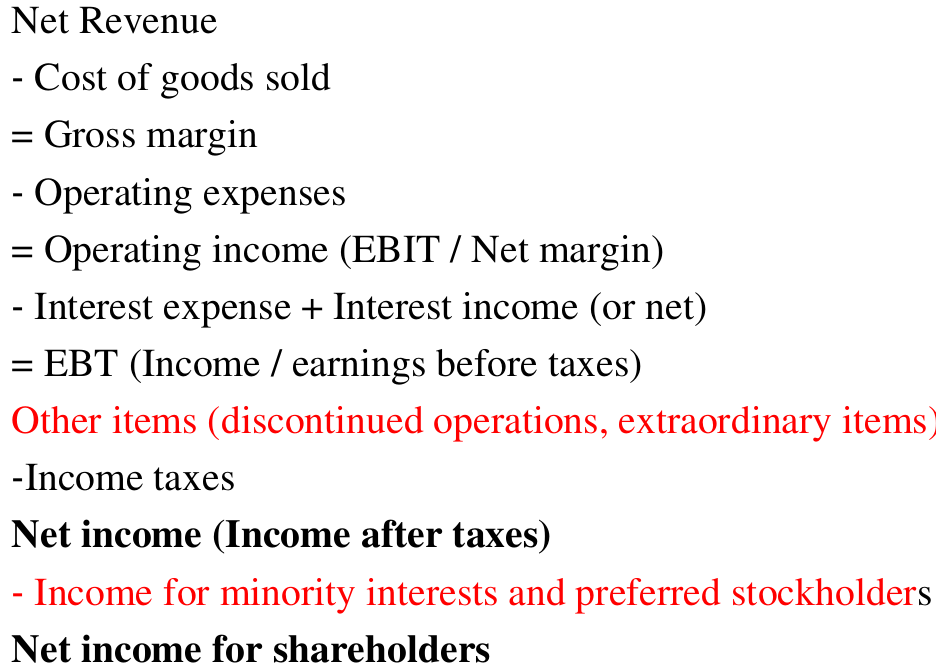 Net Revenue
- Cost of goods sold
= Gross margin
- Operating expenses
= Operating income (EBIT / Net margin)
- Interest expense + Interest income (or net)
= EBT (Income / earnings before taxes)
Other items (discontinued operations, extraordinary items)
-Income taxes
Net income (Income after taxes)
- Income for minority interests and preferred stockholders
Net income for shareholders